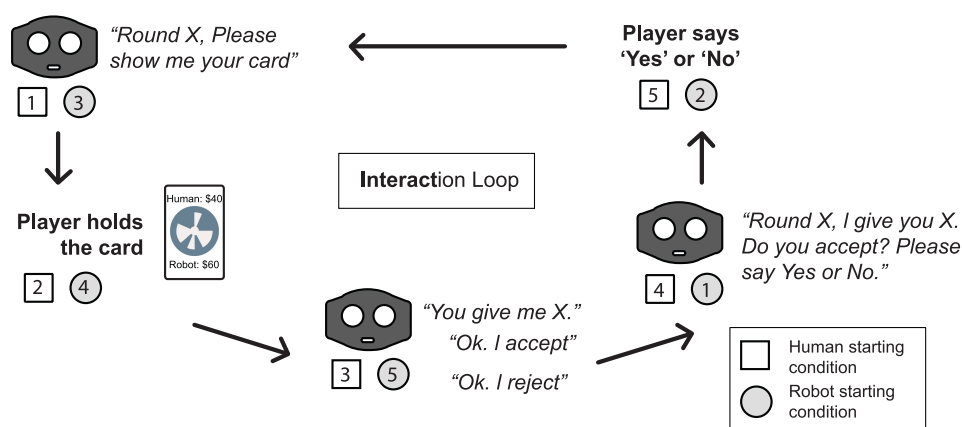 “Round X, Please
show me your card”
1 3
Player says
‘Yes’ or ‘No’
5 2
Interaction Loop
Player holds
the card
2 4
Human: $40
Robot: $60
“You give me X.”
“Ok. I accept”
“Ok. I reject”
3 5
“Round X, I give you X.
Do you accept? Please
say Yes or No.”
4 1
Human starting
condition
Robot starting
condition